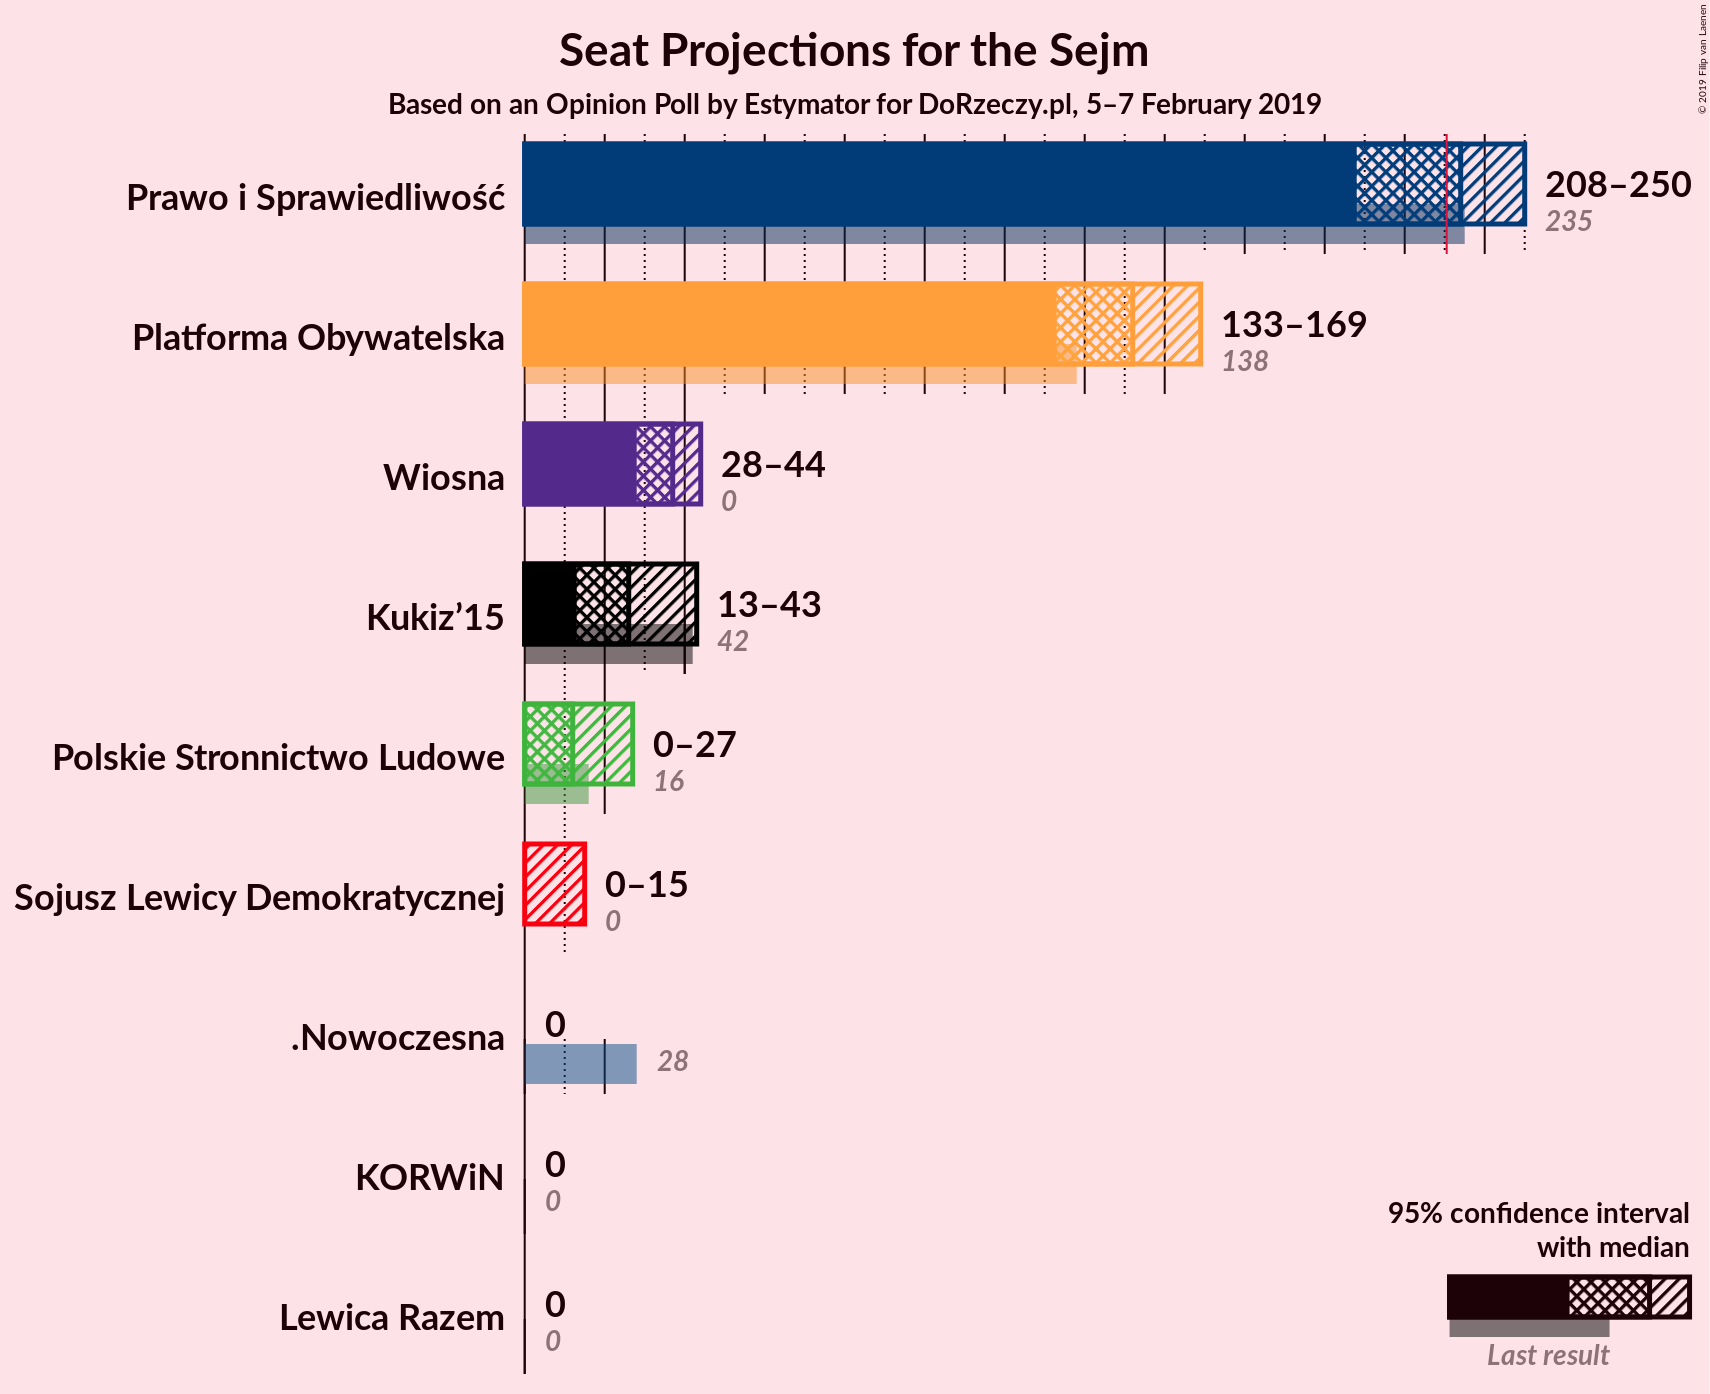 Seat Projections for the Sejm
Based on an Opinion Poll by Estymator for DoRzeczy.pl, 5–7 February 2019
© 2019 Filip van Laenen
Prawo i Sprawiedliwość
208–250
235
Platforma Obywatelska
133–169
138
Wiosna
28–44
0
Kukiz’15
13–43
42
Polskie Stronnictwo Ludowe
0–27
16
Sojusz Lewicy Demokratycznej
0–15
0
.Nowoczesna
0
28
KORWiN
0
0
Lewica Razem
0
0
95% confidence interval
with median
Last result